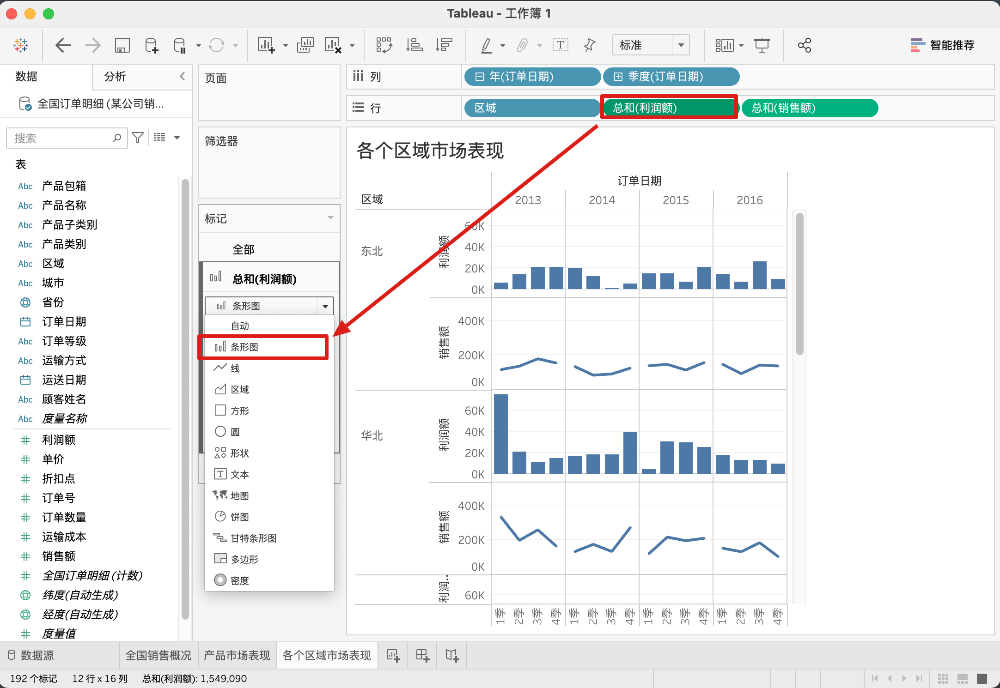 Tableau - 工作簿 1
标准
智能推荐
数据
分析
全国订单明细 (某公司销...
搜索
表
Abc 产品包箱
Abc 产品名称
Abc 产品子类别
Abc 产品类别
Abc 区域
Abc 城市
省份
订单日期
Abc 订单等级
Abc 运输方式
运送日期
Abc 顾客姓名
Abc 度量名称
利润额
单价
折扣点
订单号
订单数量
运输成本
销售额
全国订单明细 (计数)
纬度(自动生成)
经度(自动生成)
度量值
页面
筛选器
标记
全部
总和(利润额)
条形图
自动
条形图
线
区域
方形
圆
形状
文本
地图
饼图
甘特条形图
多边形
密度
列
年(订单日期)
季度(订单日期)
行
区域
总和(利润额)
总和(销售额)
各个区域市场表现
订单日期
区域
2013 2014 2015 2016
东北
利润额
60K
40K
20K
0K
销售额
400K
200K
0K
华北
利润额
60K
40K
20K
0K
销售额
400K
200K
0K
利润..
60K
1季 2季 3季 4季 1季 2季 3季 4季 1季 2季 3季 4季 1季 2季 3季 4季
数据源
全国销售概况
产品市场表现
各个区域市场表现
192 个标记 12 行 x 16 列 总和(利润额): 1,549,090